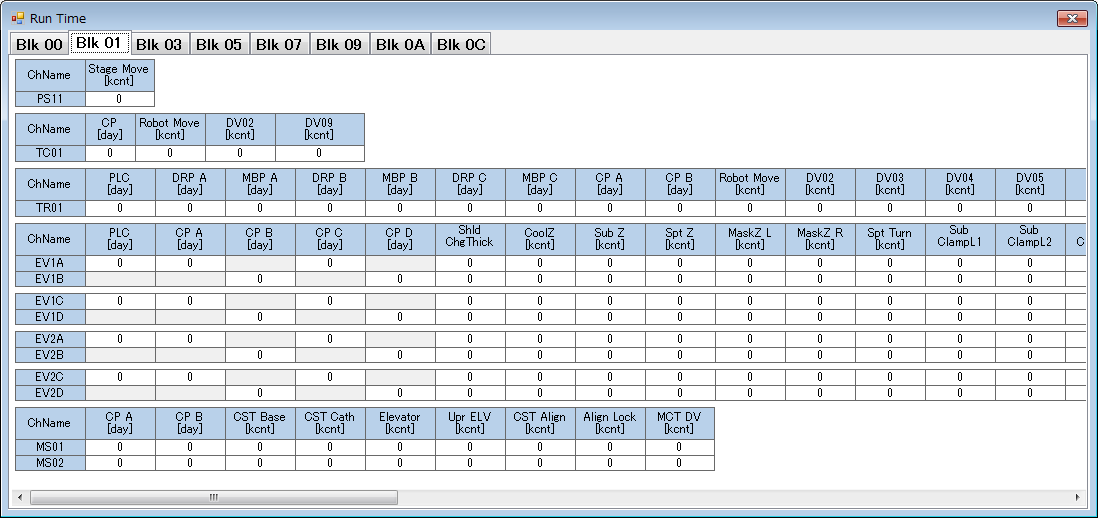 Run Time
Blk 00 Blk 01 Blk 03 Blk 05 Blk 07 Blk 09 Blk 0A Blk 0C
ChName Stage Move [kcnt]
PS11 0
ChName CP [day] Robot Move [kcnt] DV02 [kcnt] DV09 [kcnt]
TC01 0 0 0 0
ChName PLC [day] DRP A [day] MBP A [day] DRP B [day] MBP B [day] DRP C [day] MBP C [day] CP A [day] CP B [day] Robot Move [kcnt] DV02 [kcnt] DV03 [kcnt] DV04 [kcnt] DV05 [kcnt]
TR01 0 0 0 0 0 0 0 0 0 0 0 0 0 0
ChName PLC [day] CP A [day] CP B [day] CP C [day] CP D [day] Shld ChgThick CoolZ [kcnt] Sub Z [kcnt] Spt Z [kcnt] MaskZ L [kcnt] MaskZ R [kcnt] Spt Turn [kcnt] Sub ClampL1 Sub ClampL2 C
EV1A 0 0 0 0 0 0 0 0 0 0 0 0
EV1B 0 0 0 0 0 0 0 0 0 0 0
EV1C 0 0 0 0 0 0 0 0 0 0 0 0
EV1D 0 0 0 0 0 0 0 0 0 0 0
EV2A 0 0 0 0 0 0 0 0 0 0 0 0
EV2B 0 0 0 0 0 0 0 0 0 0 0
EV2C 0 0 0 0 0 0 0 0 0 0 0 0
EV2D 0 0 0 0 0 0 0 0 0 0 0
ChName CP A [day] CP B [day] CST Base [kcnt] CST Cath [kcnt] Elevator [kcnt] Upr ELV [kcnt] CST Align [kcnt] Align Lock [kcnt] MCT DV [kcnt]
MS01 0 0 0 0 0 0 0 0 0
MS02 0 0 0 0 0 0 0 0 0